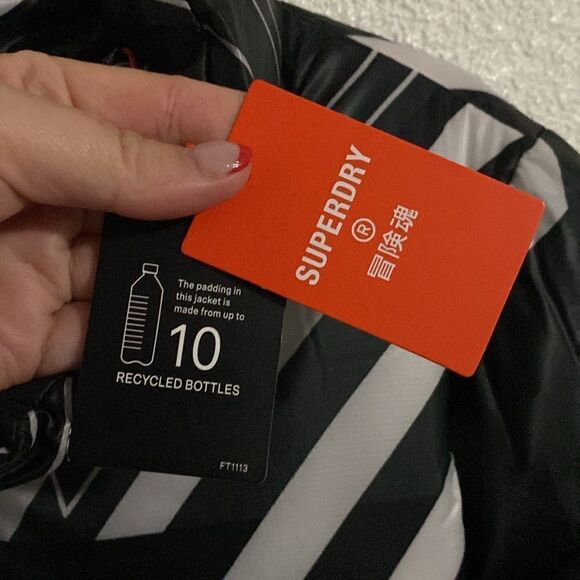 SUPERDRY
®
冒険魂
The padding in
this jacket is
made from up to
10
RECYCLED BOTTLES
FT1113